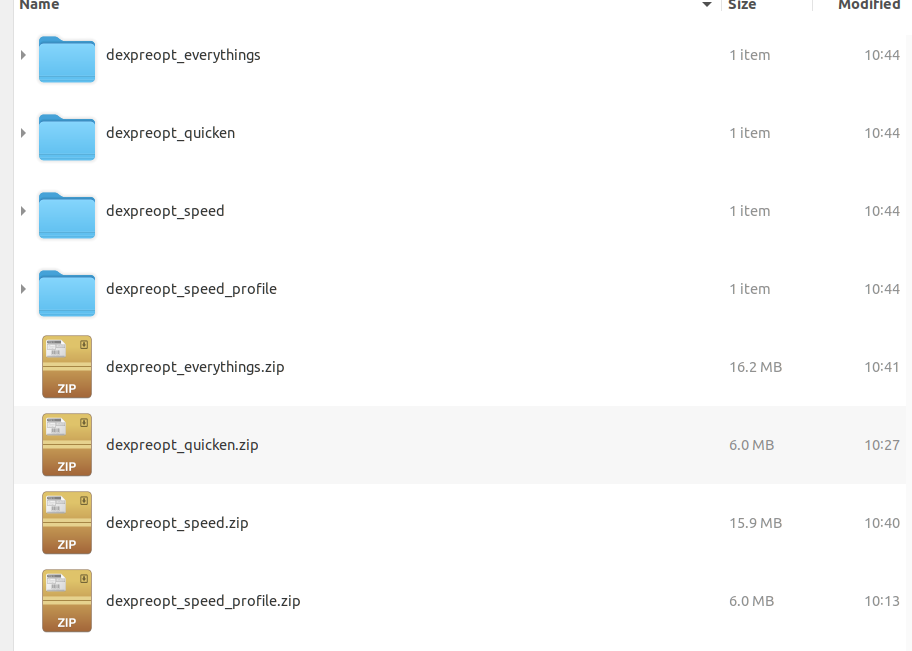 Name Size Modified
dexpreopt_everythings 1 item 10:44
dexpreopt_quicken 1 item 10:44
dexpreopt_speed 1 item 10:44
dexpreopt_speed_profile 1 item 10:44
ZIP dexpreopt_everythings.zip 16.2 MB 10:41
ZIP dexpreopt_quicken.zip 6.0 MB 10:27
ZIP dexpreopt_speed.zip 15.9 MB 10:40
ZIP dexpreopt_speed_profile.zip 6.0 MB 10:13